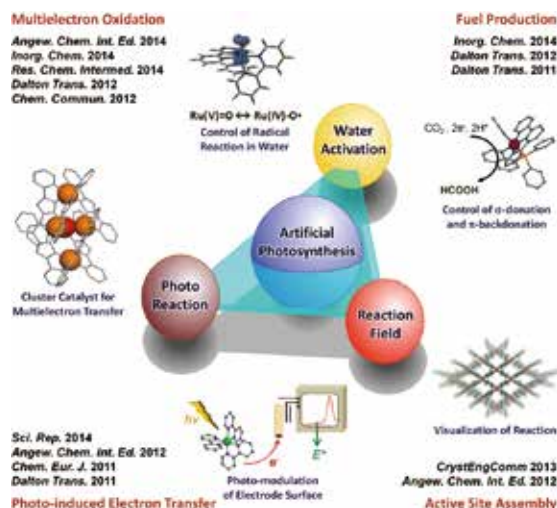 Multielectron Oxidation
Angew. Chem. Int. Ed. 2014
Inorg. Chem. 2014
Res. Chem. Intermed. 2014
Dalton Trans. 2012
Chem. Commun. 2012
Fuel Production
Inorg. Chem. 2014
Dalton Trans. 2012
Dalton Trans. 2011
Ru(V)=O ↔ Ru(IV)-O•
Control of Radical
Reaction in Water
Water
Activation
CO₂, 2e⁻, 2H⁺
HCOOH
Control of σ-donation
and π-backdonation
Artificial
Photosynthesis
Cluster Catalyst for
Multielectron Transfer
Photo
Reaction
Reaction
Field
hν
e⁻
Photo-modulation
of Electrode Surface
Visualization of Reaction
Sci. Rep. 2014
Angew. Chem. Int. Ed. 2012
Chem. Eur. J. 2011
Dalton Trans. 2011
Photo-induced Electron Transfer
CrystEngComm 2013
Angew. Chem. Int. Ed. 2012
Active Site Assembly